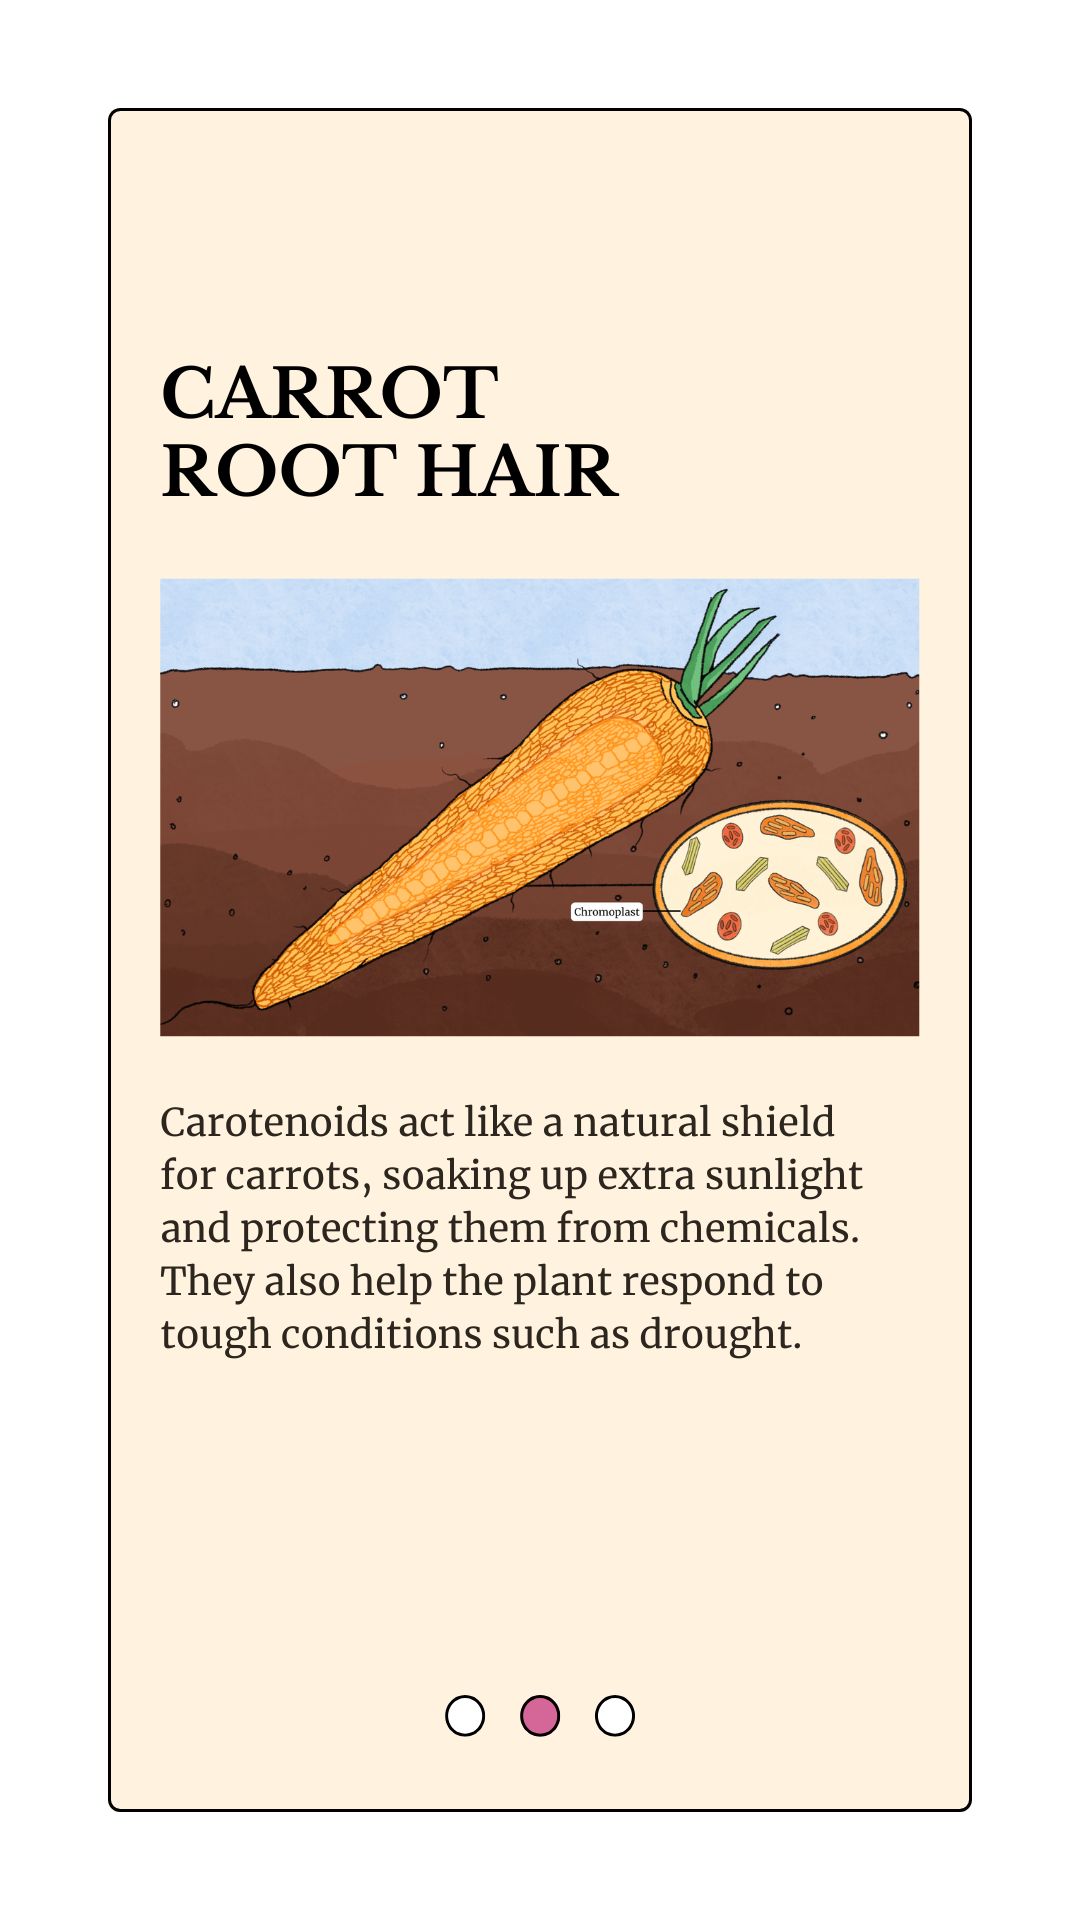 CARROT
ROOT HAIR
Chromoplast
Carotenoids act like a natural shield
for carrots, soaking up extra sunlight
and protecting them from chemicals.
They also help the plant respond to
tough conditions such as drought.